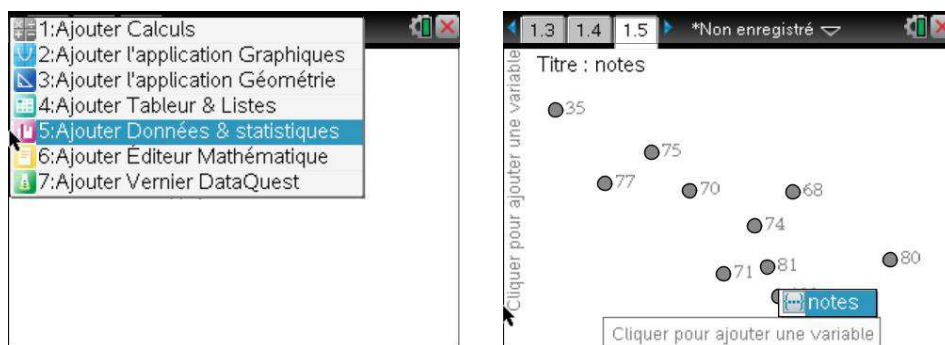 1:Ajouter Calculs
2:Ajouter l'application Graphiques
3:Ajouter l'application Géométrie
4:Ajouter Tableur & Listes
5:Ajouter Données & statistiques
6:Ajouter Éditeur Mathématique
7:Ajouter Vernier DataQuest
1.3 1.4 1.5 *Non enregistré
Titre : notes
Cliquer pour ajouter une variable
35
75
77
70
68
74
80
71
81
notes
Cliquer pour ajouter une variable